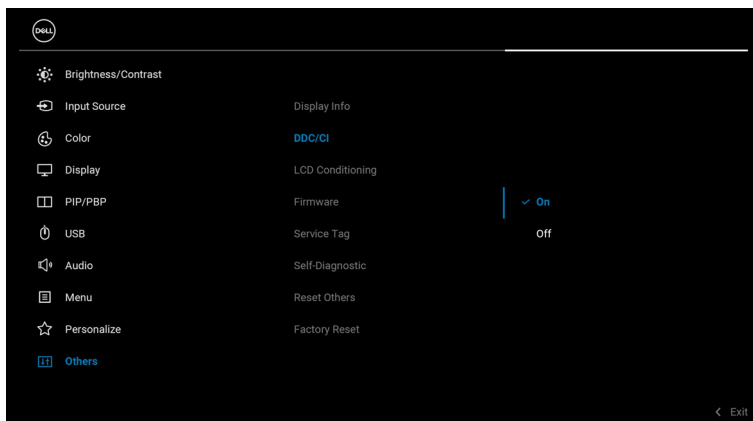 DELL
Brightness/Contrast
Input Source
Display Info
Color
DDC/CI
Display
LCD Conditioning
PIP/PBP
Firmware
On
USB
Service Tag
Off
Audio
Self-Diagnostic
Menu
Reset Others
Personalize
Factory Reset
Others
Exit